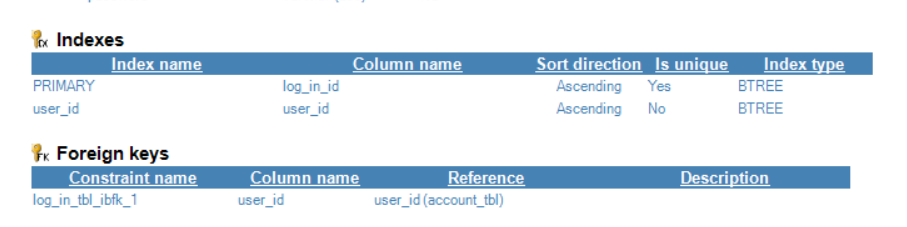 Indexes
Index name Column name Sort direction Is unique Index type
PRIMARY log_in_id Ascending Yes BTREE
user_id user_id Ascending No BTREE
FK Foreign keys
Constraint name Column name Reference Description
log_in_tbl_ibfk_1 user_id user_id (account_tbl)